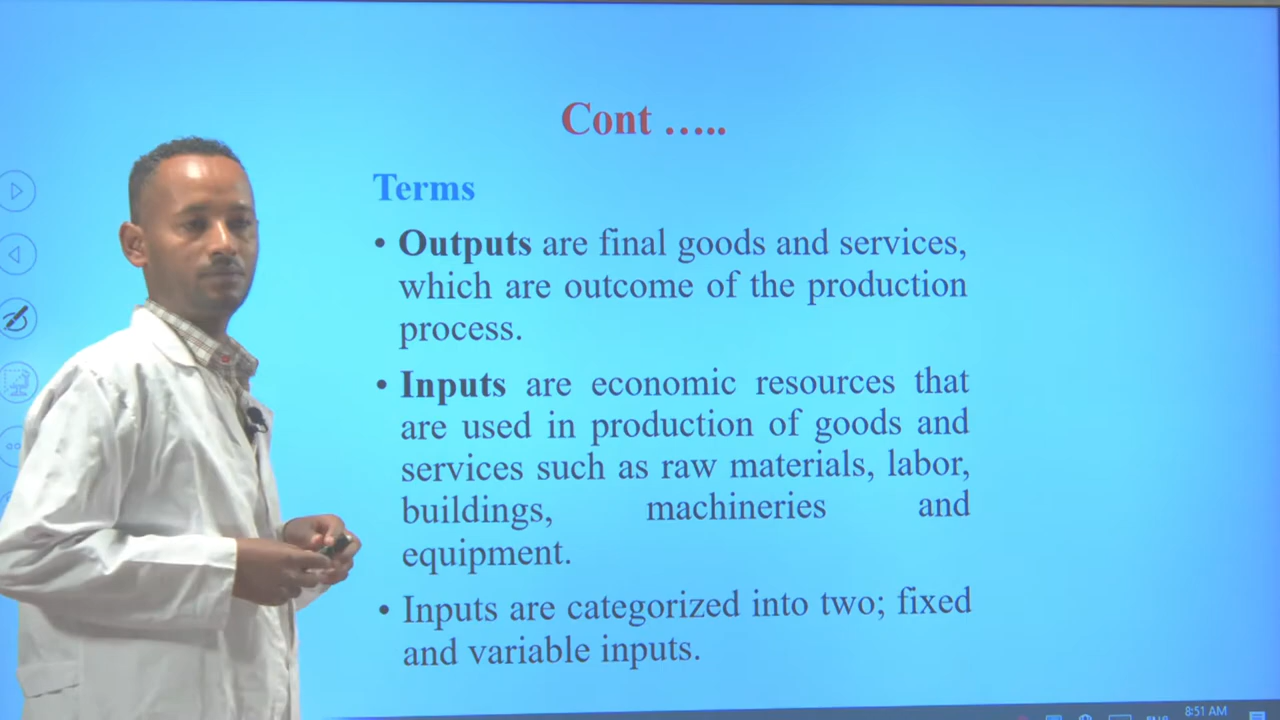 Cont …..
Terms
• Outputs are final goods and services,
which are outcome of the production
process.
• Inputs are economic resources that
are used in production of goods and
services such as raw materials, labor,
buildings, machineries and
equipment.
• Inputs are categorized into two; fixed
and variable inputs.
8:51 AM